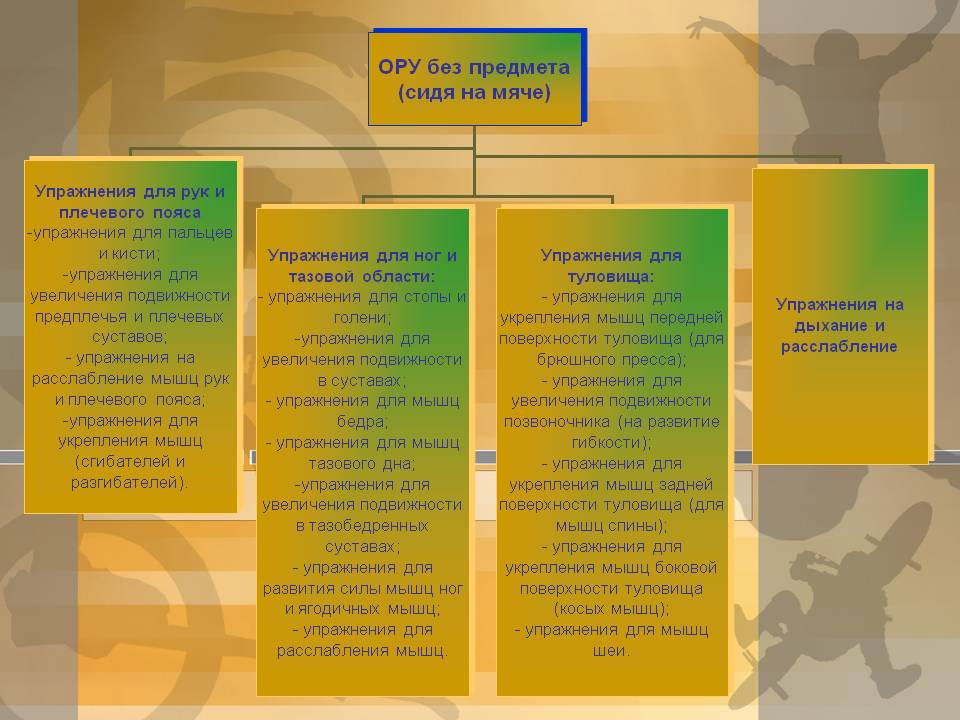 ОРУ без предмета
(сидя на мяче)
Упражнения для рук и
плечевого пояса
-упражнения для пальцев
и кисти;
-упражнения для
увеличения подвижности
предплечья и плечевых
суставов;
- упражнения на
расслабление мышц рук
и плечевого пояса;
-упражнения для
укрепления мышц
(сгибателей и
разгибателей).
Упражнения для ног и
тазовой области:
- упражнения для стопы и
голени;
-упражнения для
увеличения подвижности
в суставах;
- упражнения для мышц
бедра;
- упражнения для мышц
тазового дна;
-упражнения для
увеличения подвижности
в тазобедренных
суставах;
- упражнения для
развития силы мышц ног
и ягодичных мышц;
- упражнения для
расслабления мышц.
Упражнения для
туловища:
- упражнения для
укрепления мышц передней
поверхности туловища (для
брюшного пресса);
- упражнения для
увеличения подвижности
позвоночника (на развитие
гибкости);
- упражнения для
укрепления мышц задней
поверхности туловища (для
мышц спины);
- упражнения для
укрепления мышц боковой
поверхности туловища
(косых мышц);
- упражнения для мышц
шеи.
Упражнения на
дыхание и
расслабление